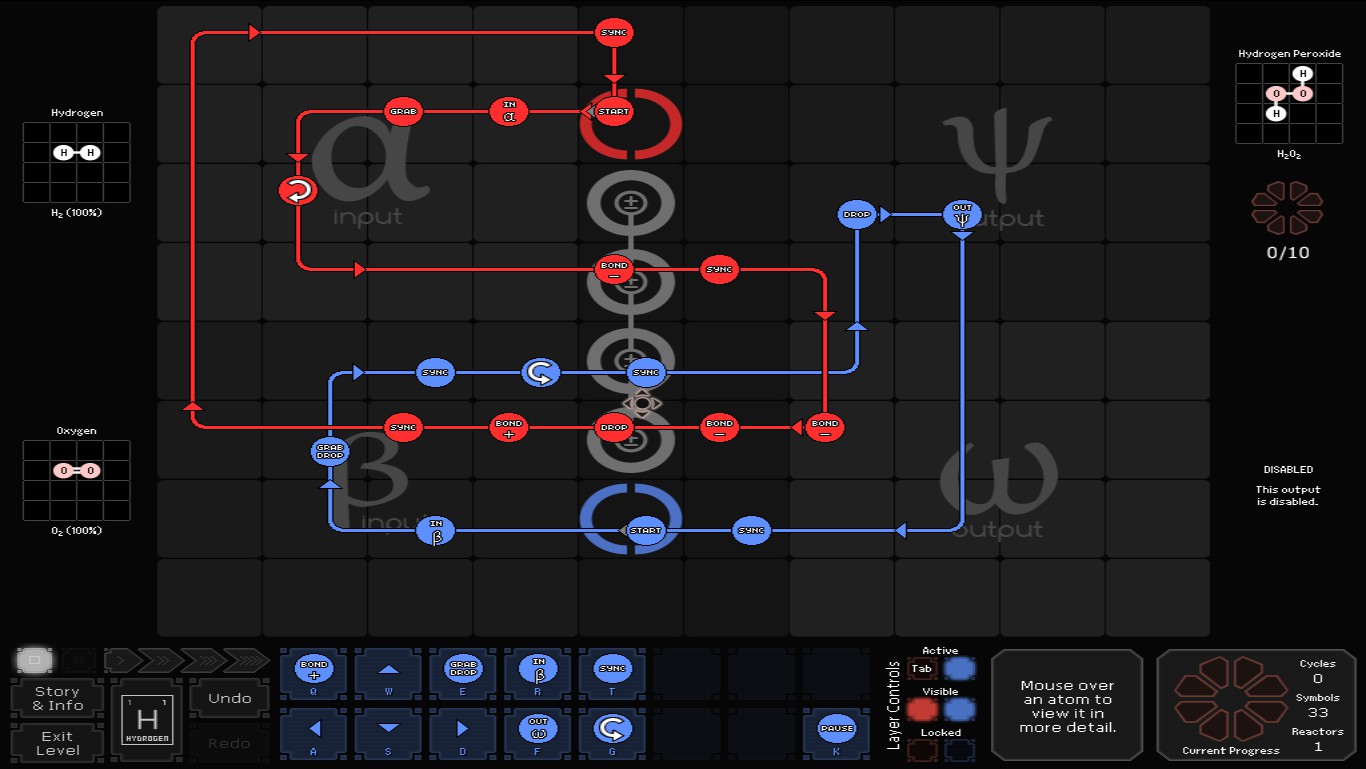 SYNC
Hydrogen Peroxide
H
O O
H
H₂O₂
0/10
Hydrogen
H H
H₂ (100%)
GRAB
IN α
START
α
input
ψ
output
DROP
OUT ψ
BOND –
SYNC
SYNC
SYNC
Oxygen
O O
O₂ (100%)
GRAB DROP
SYNC
BOND +
DROP
BOND –
BOND –
β
input
ω
output
DISABLED
This output
is disabled.
IN β
START
SYNC
BOND +
Q
W
GRAB DROP
E
IN β
R
SYNC
T
A
S
D
OUT ω
F
G
PAUSE
K
Story
& Info
Exit
Level
1 1
H
HYDROGEN
Undo
Redo
Layer Controls
Active
Tab
Visible
Locked
Mouse over
an atom to
view it in
more detail.
Current Progress
Cycles
0
Symbols
33
Reactors
1